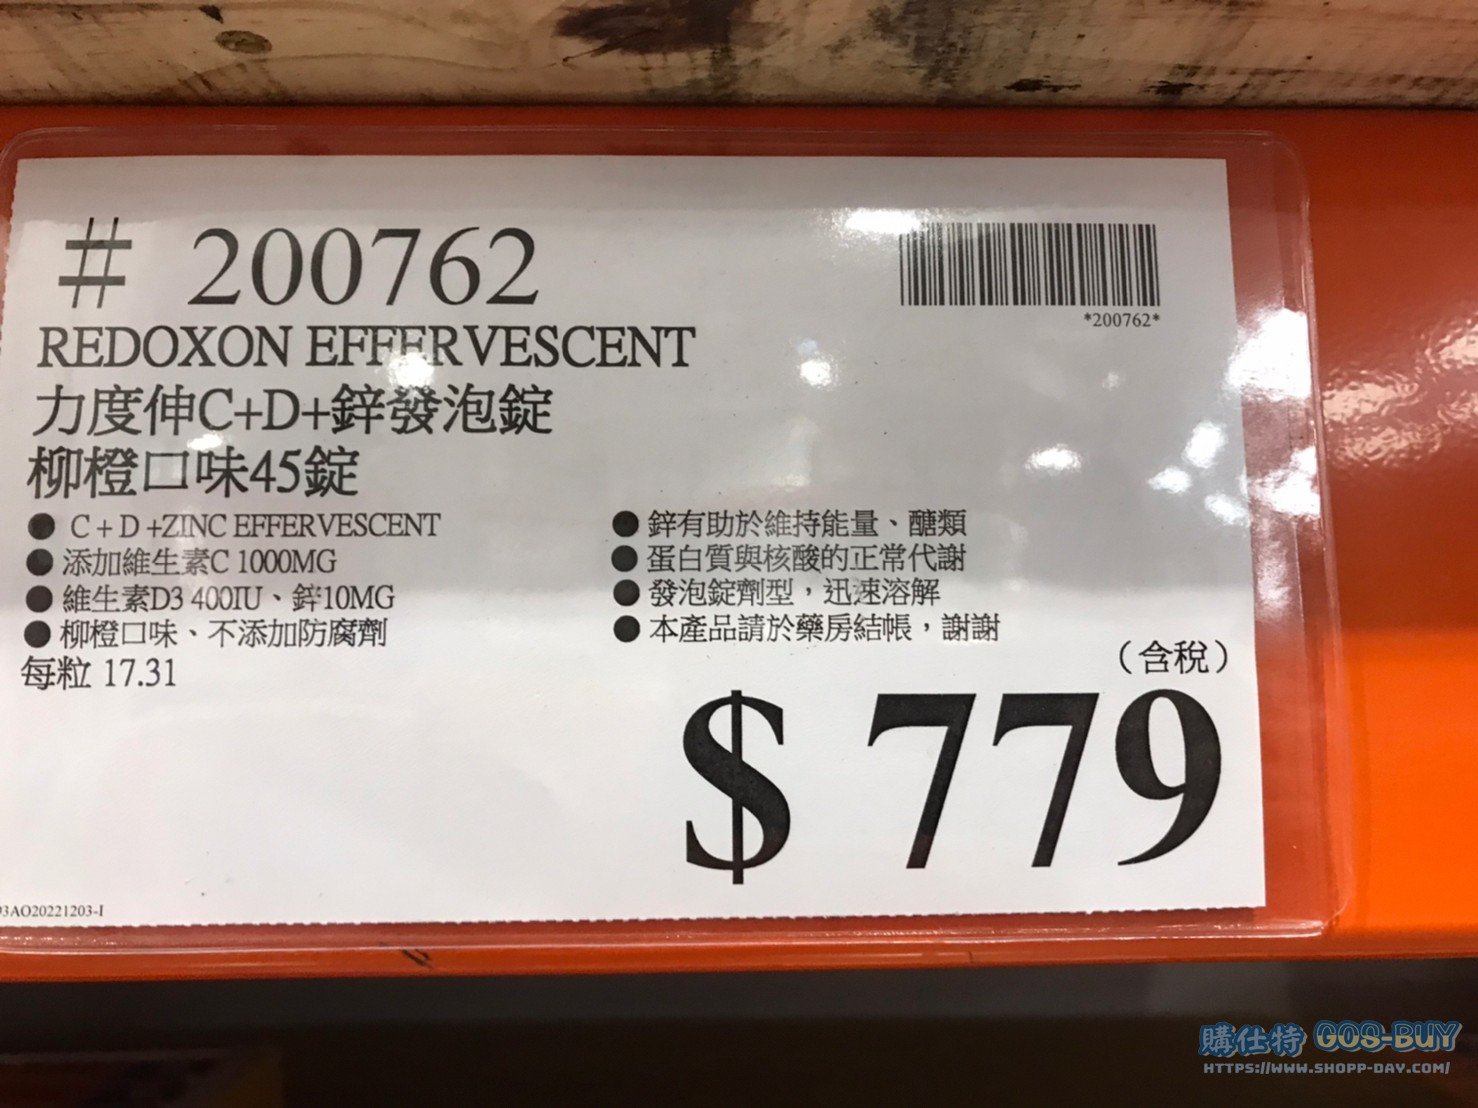 # 200762
*200762*
REDOXON EFFERVESCENT
力度伸C+D+鋅發泡錠
柳橙口味45錠
● C + D +ZINC EFFERVESCENT
● 添加維生素C 1000MG
● 維生素D3 400IU、鋅10MG
● 柳橙口味、不添加防腐劑
每粒 17.31
● 鋅有助於維持能量、醣類
● 蛋白質與核酸的正常代謝
● 發泡錠劑型，迅速溶解
● 本產品請於藥房結帳，謝謝
（含稅）
$ 779
93AO20221203-I
購仕特 GOS-BUY
HTTPS://WWW.SHOPP-DAY.COM/